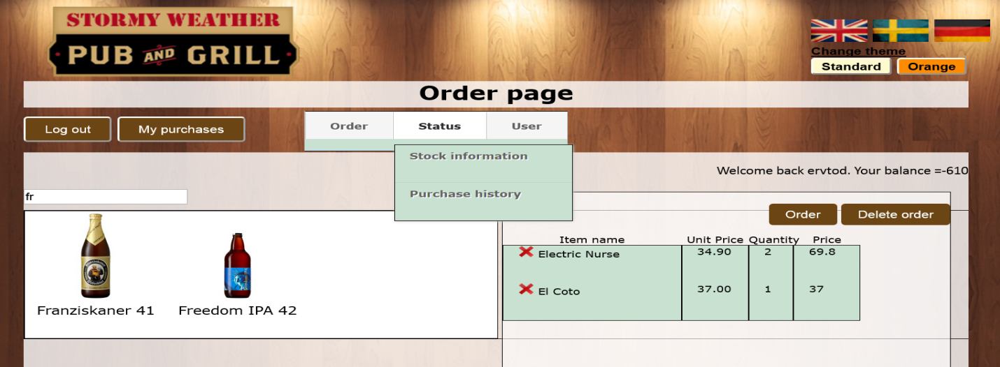 STORMY WEATHER
PUB AND GRILL
Change theme
Standard Orange
Order page
Log out My purchases Order Status User
Stock information
Purchase history
Welcome back ervtod. Your balance =-610
fr
Order Delete order
Item name Unit Price Quantity Price
Electric Nurse 34.90 2 69.8
El Coto 37.00 1 37
Franziskaner 41 Freedom IPA 42